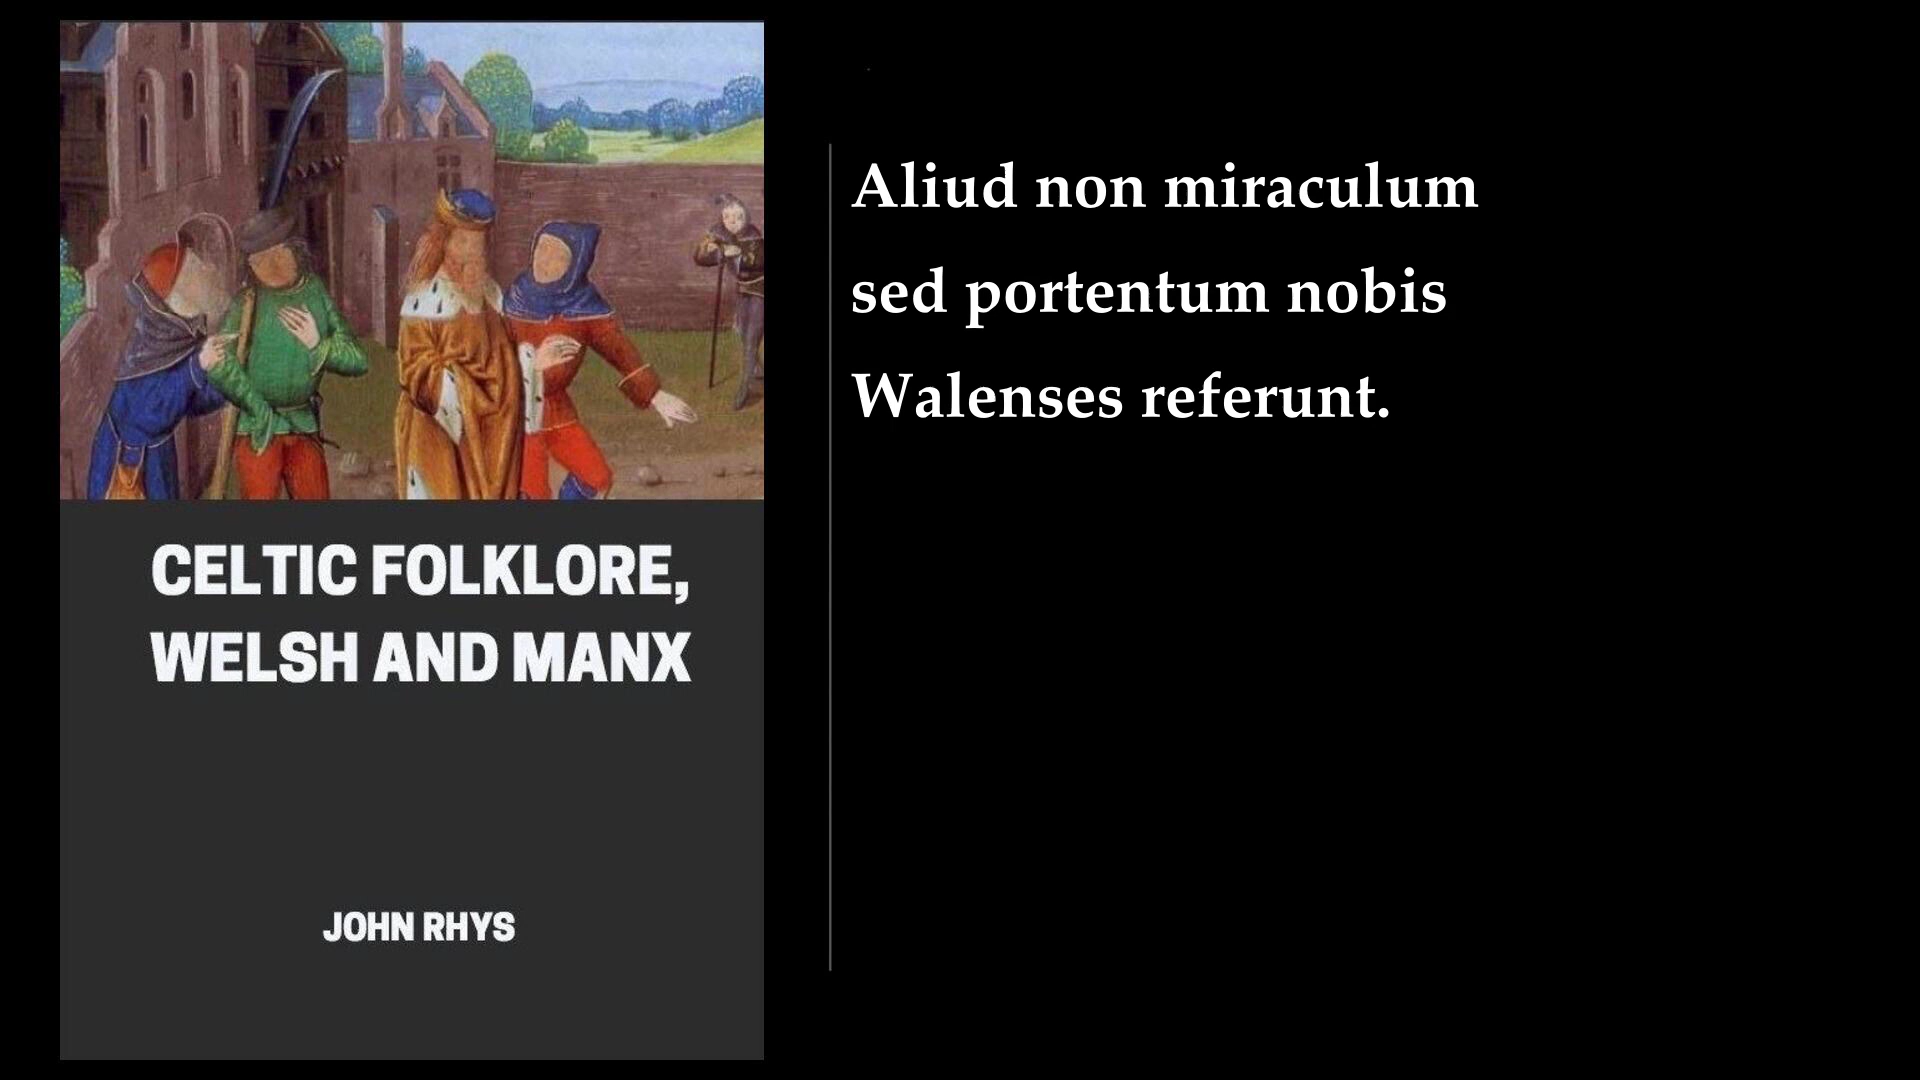 CELTIC FOLKLORE,
WELSH AND MANX
JOHN RHYS
Aliud non miraculum
sed portentum nobis
Walenses referunt.